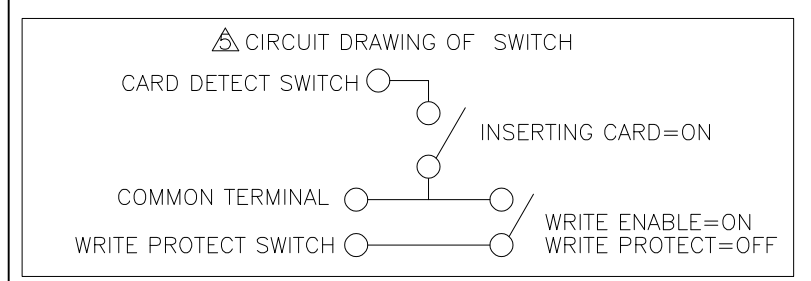 5 CIRCUIT DRAWING OF SWITCH
CARD DETECT SWITCH
INSERTING CARD=ON
COMMON TERMINAL
WRITE ENABLE=ON
WRITE PROTECT SWITCH
WRITE PROTECT=OFF